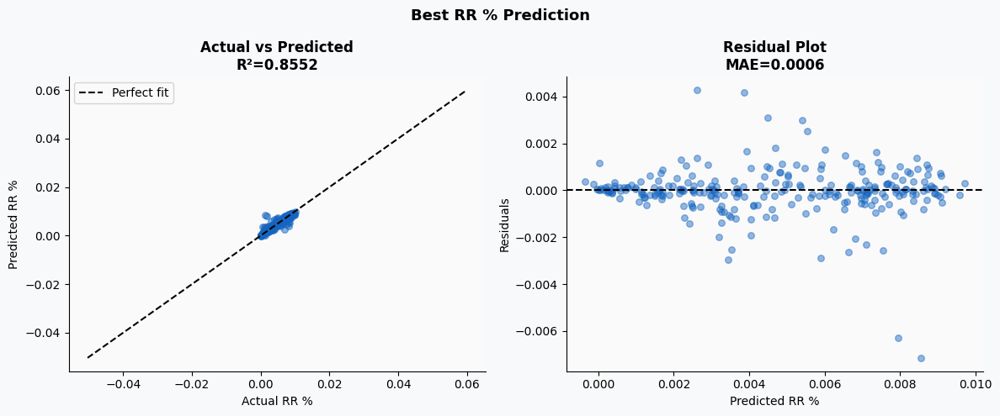 Best RR % Prediction
Actual vs Predicted
R²=0.8552
Perfect fit
0.06
0.04
0.02
0.00
−0.02
−0.04
Predicted RR %
−0.04
−0.02
0.00
0.02
0.04
0.06
Actual RR %
Residual Plot
MAE=0.0006
0.004
0.002
0.000
−0.002
−0.004
−0.006
Residuals
0.000
0.002
0.004
0.006
0.008
0.010
Predicted RR %